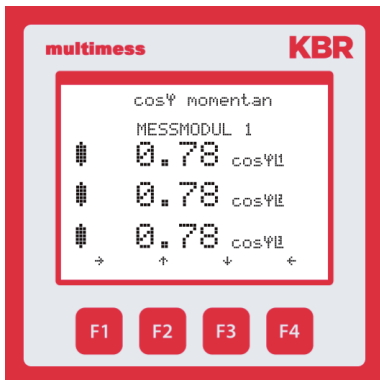 multimess KBR
cosφ momentan
MESSMODUL 1
0.78 cosφL1
0.78 cosφL2
0.78 cosφL3
→ ↑ ↓ ←
F1 F2 F3 F4